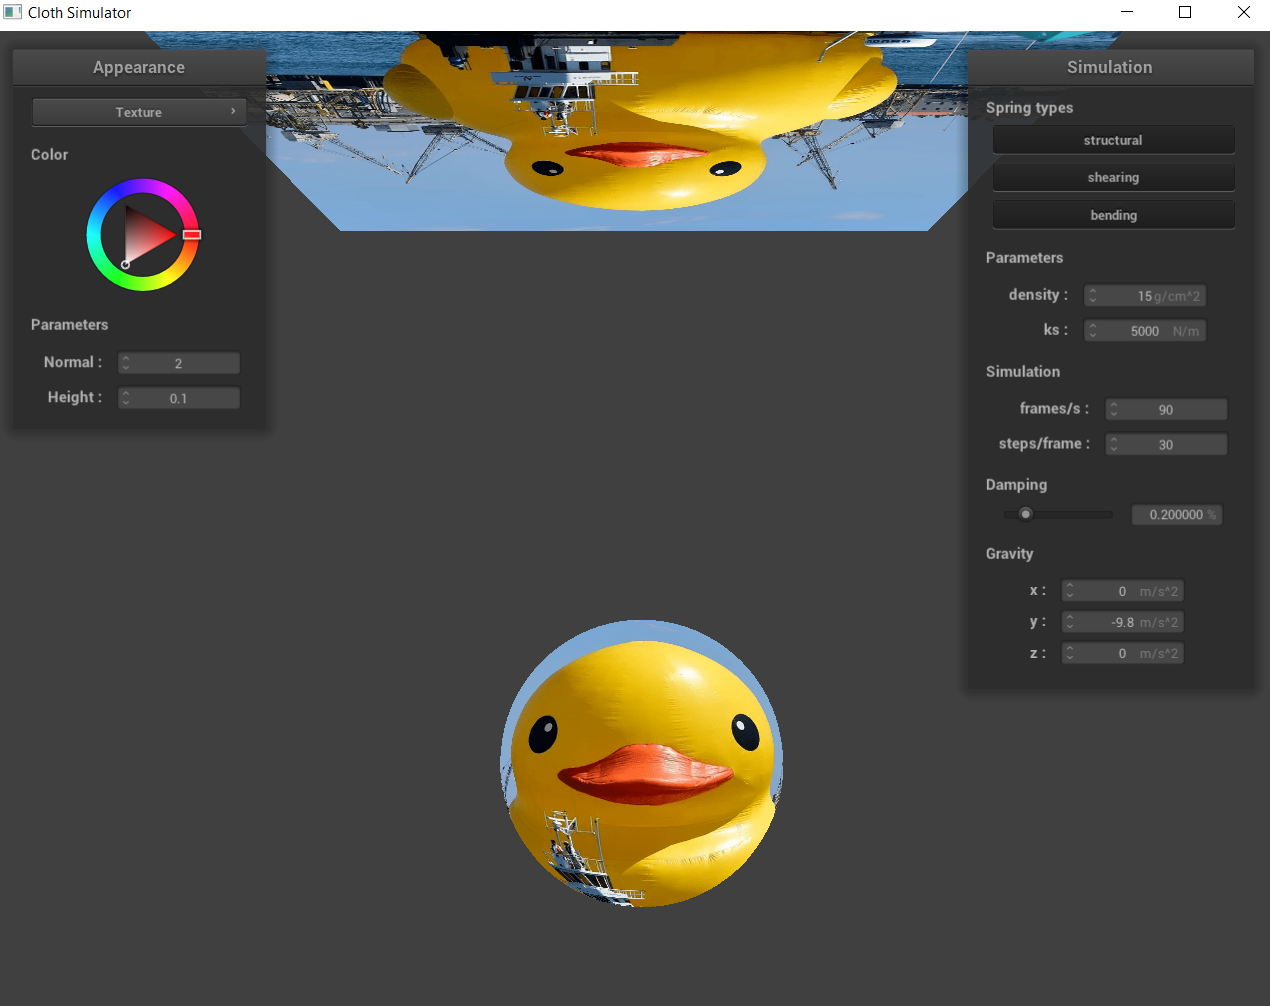 Cloth Simulator
Appearance
Texture
Color
Parameters
Normal : 2
Height : 0.1
Simulation
Spring types
structural
shearing
bending
Parameters
density : 15 g/cm^2
ks : 5000 N/m
Simulation
frames/s : 90
steps/frame : 30
Damping
0.200000 %
Gravity
x : 0 m/s^2
y : -9.8 m/s^2
z : 0 m/s^2